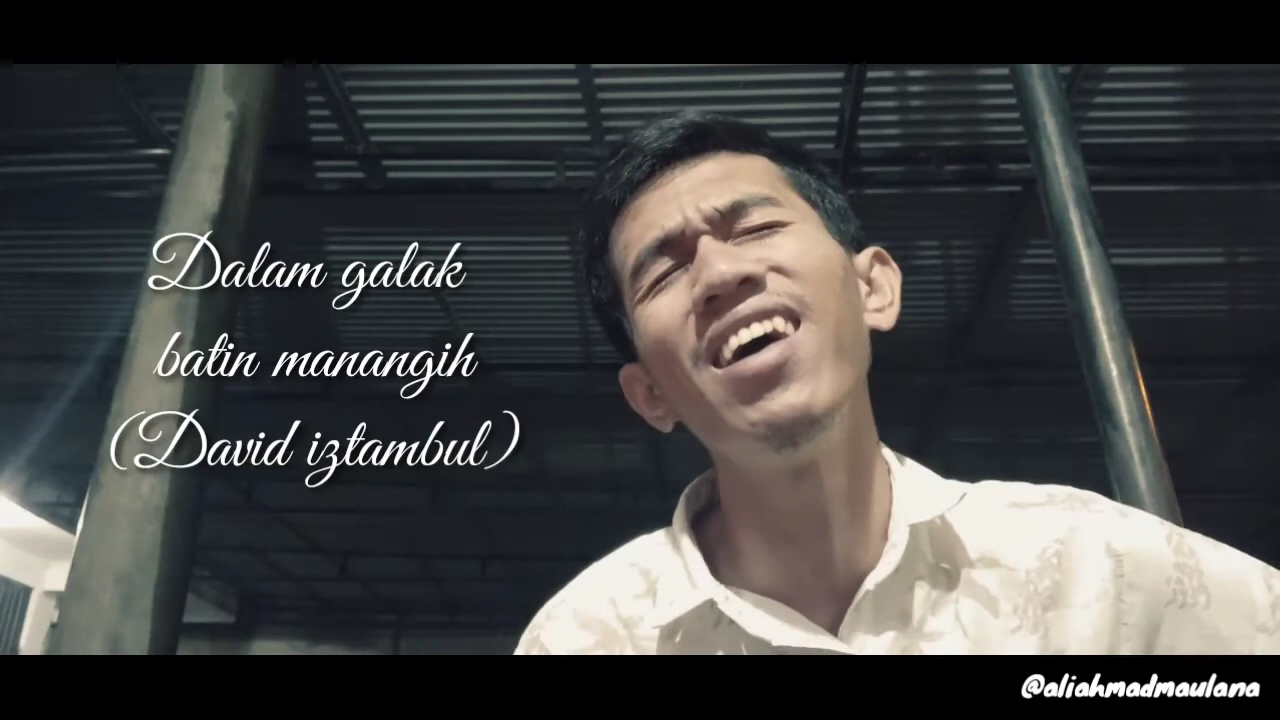 Dalam galak
batin manangih
(David iztambul)
@aliahmadmaulana